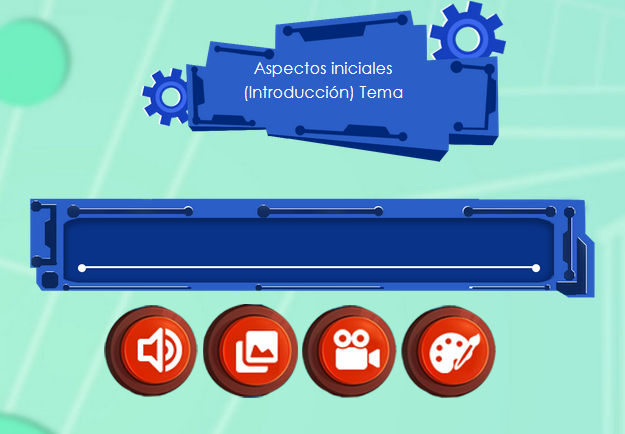 Aspectos iniciales
(Introducción) Tema